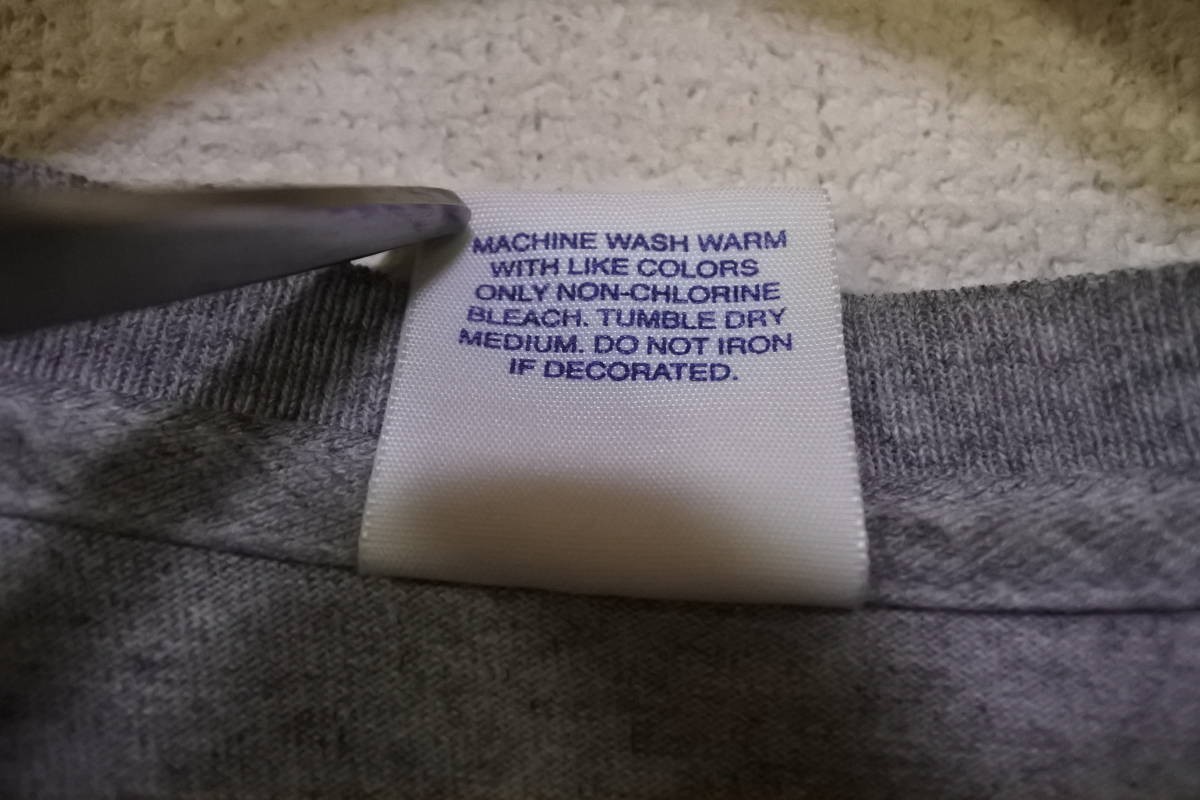 MACHINE WASH WARM
WITH LIKE COLORS
ONLY NON-CHLORINE
BLEACH. TUMBLE DRY
MEDIUM. DO NOT IRON
IF DECORATED.